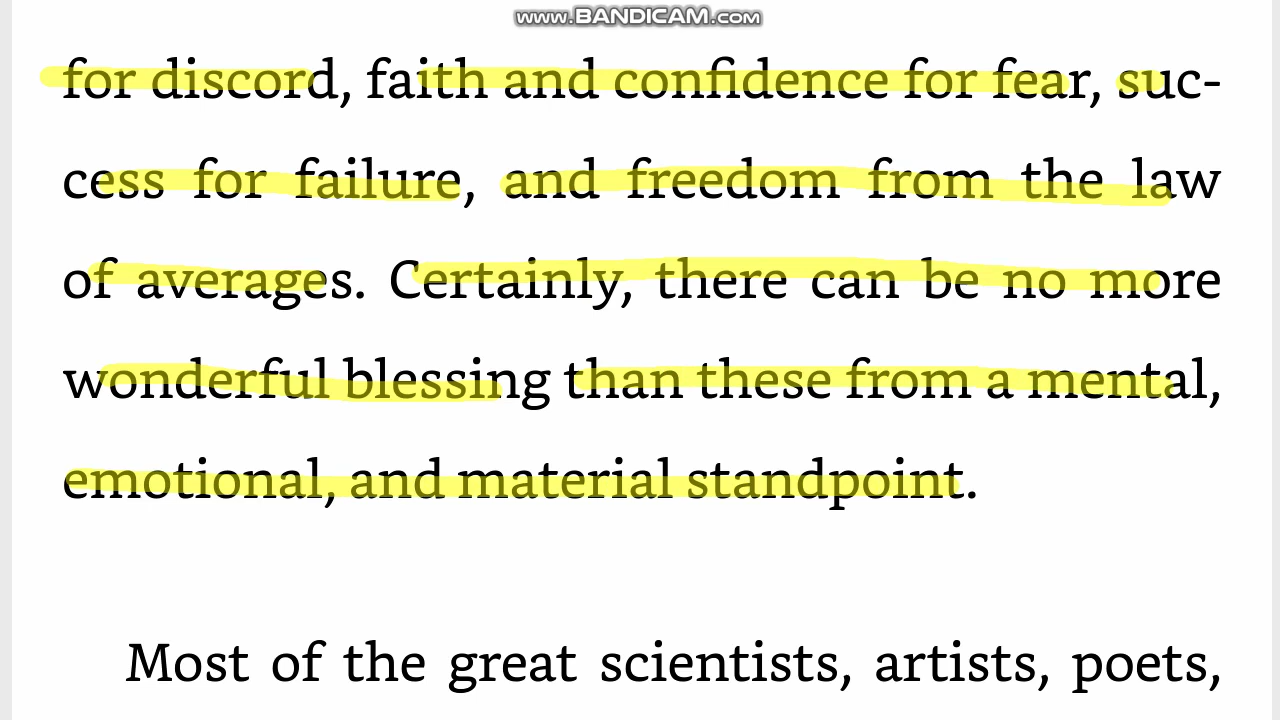 www.BANDICAM.com
for discord, faith and confidence for fear, suc-
cess for failure, and freedom from the law
of averages. Certainly, there can be no more
wonderful blessing than these from a mental,
emotional, and material standpoint.
Most of the great scientists, artists, poets,